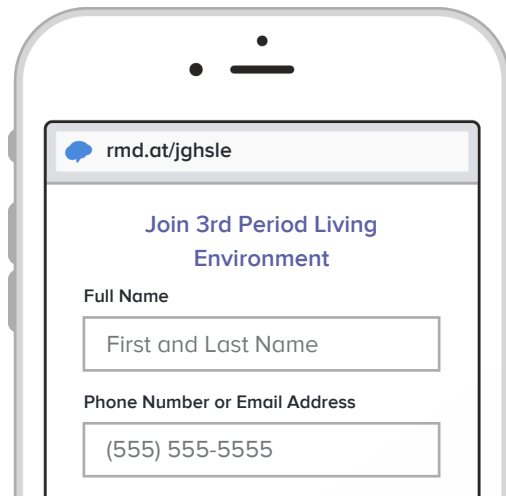 rmd.at/jghsle
Join 3rd Period Living
Environment
Full Name
First and Last Name
Phone Number or Email Address
(555) 555-5555